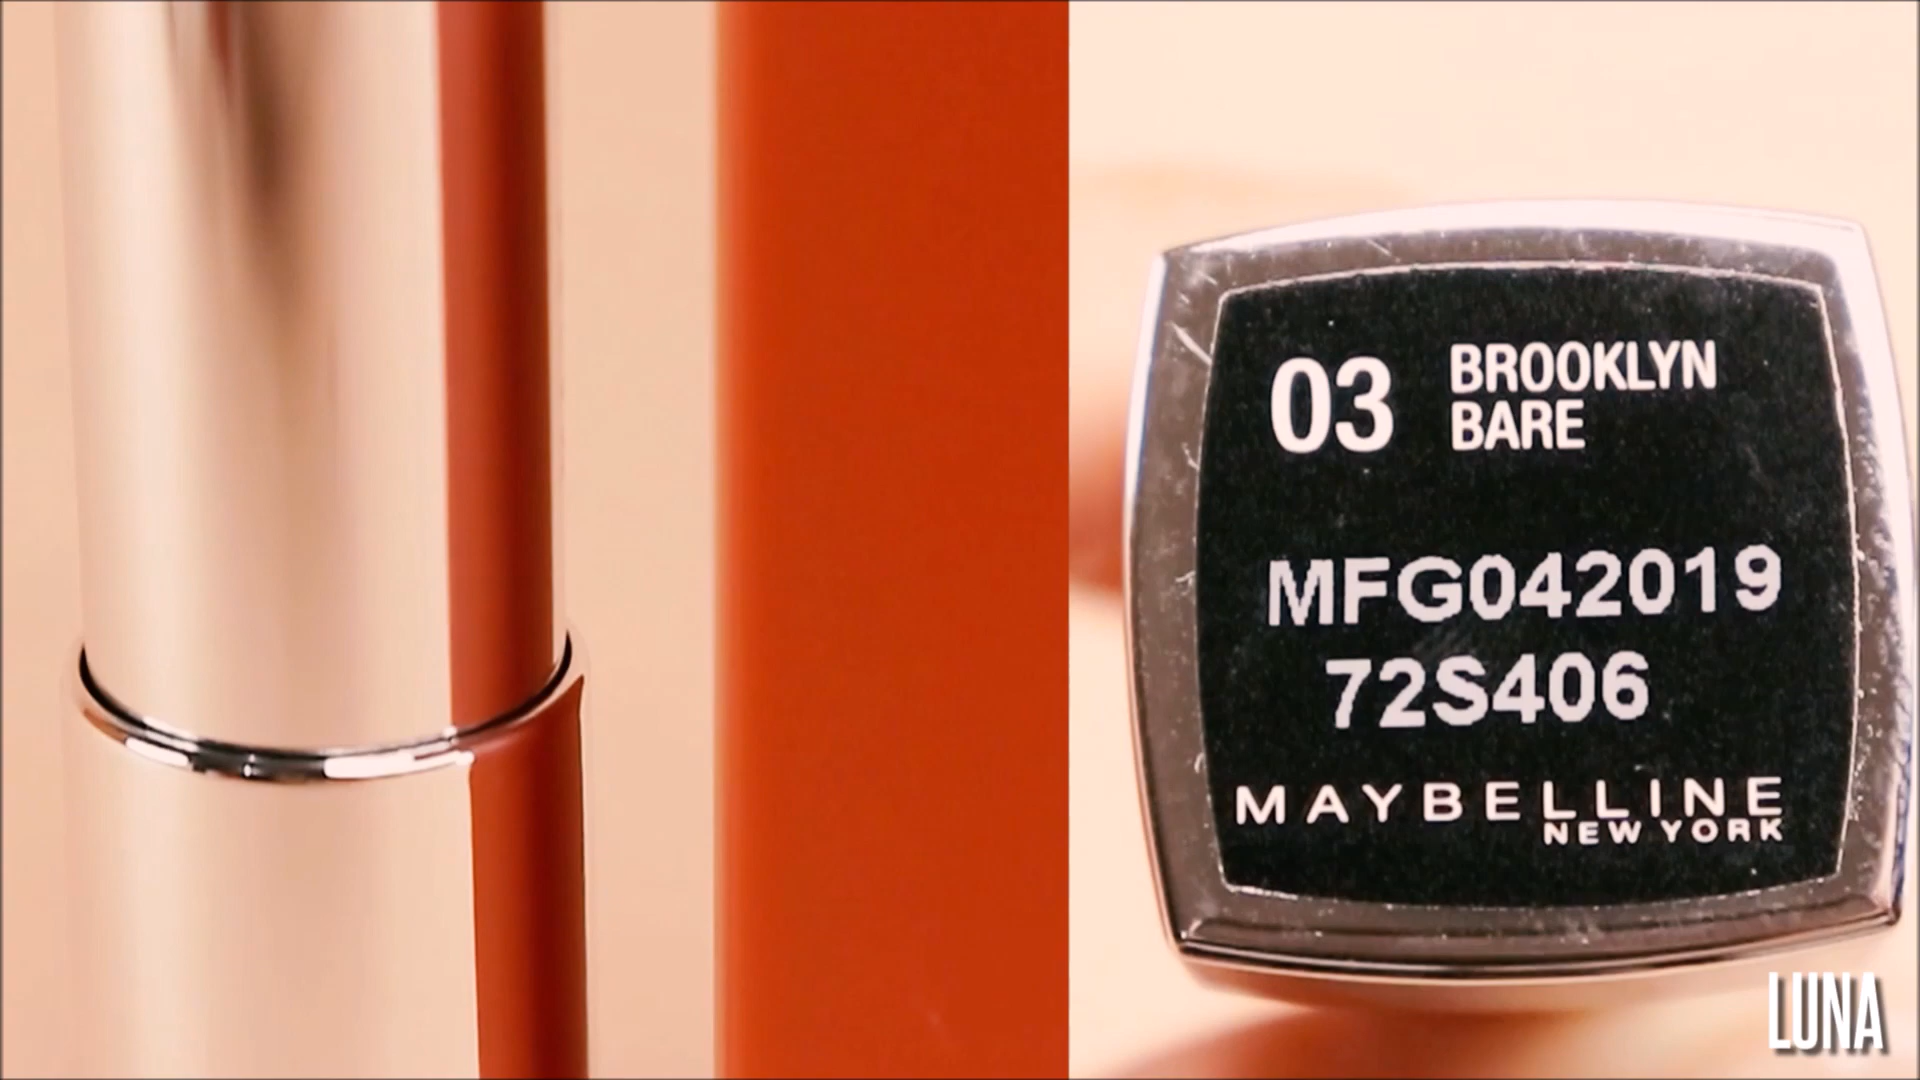 03 BROOKLYN
BARE
MFG042019
72S406
MAYBELLINE
NEW YORK
LUNA